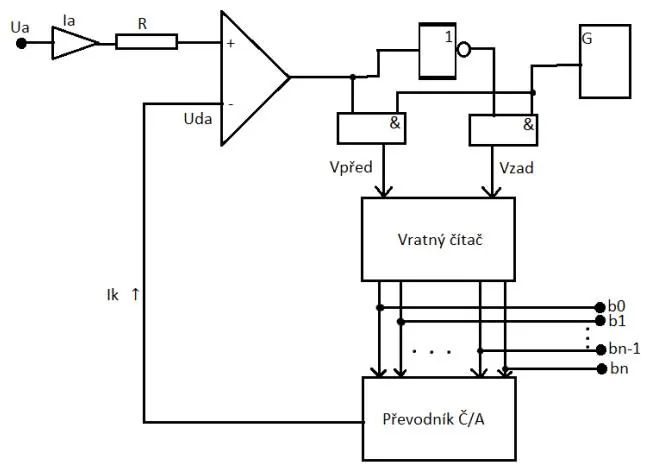 Ua
Ia
R
+
-
Uda
1
G
&
&
Vpřed
Vzad
Vratný čítač
Ik ↑
b0
b1
. . .
bn-1
bn
Převodník Č/A